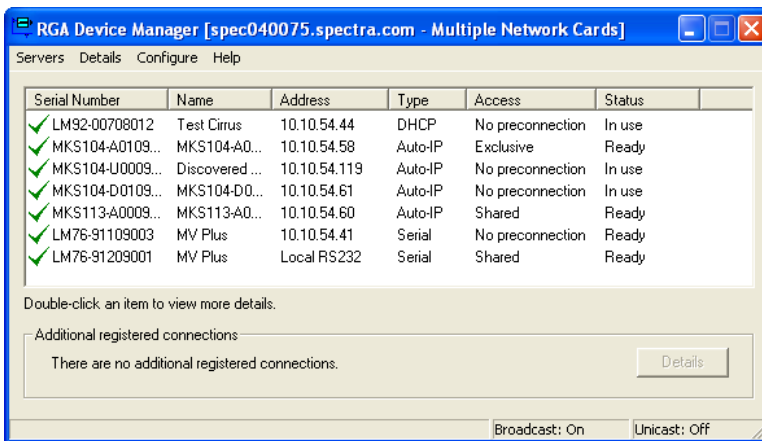 RGA Device Manager [spec040075.spectra.com - Multiple Network Cards]
Servers Details Configure Help
Serial Number Name Address Type Access Status
LM92-00708012 Test Cirrus 10.10.54.44 DHCP No preconnection In use
MKS104-A0109... MKS104-A0... 10.10.54.58 Auto-IP Exclusive Ready
MKS104-U0009... Discovered ... 10.10.54.119 Auto-IP No preconnection In use
MKS104-D0109... MKS104-D0... 10.10.54.61 Auto-IP No preconnection In use
MKS113-A0009... MKS113-A0... 10.10.54.60 Auto-IP Shared Ready
LM76-91109003 MV Plus 10.10.54.41 Serial No preconnection Ready
LM76-91209001 MV Plus Local RS232 Serial Shared Ready
Double-click an item to view more details.
Additional registered connections
There are no additional registered connections.
Details
Broadcast: On Unicast: Off